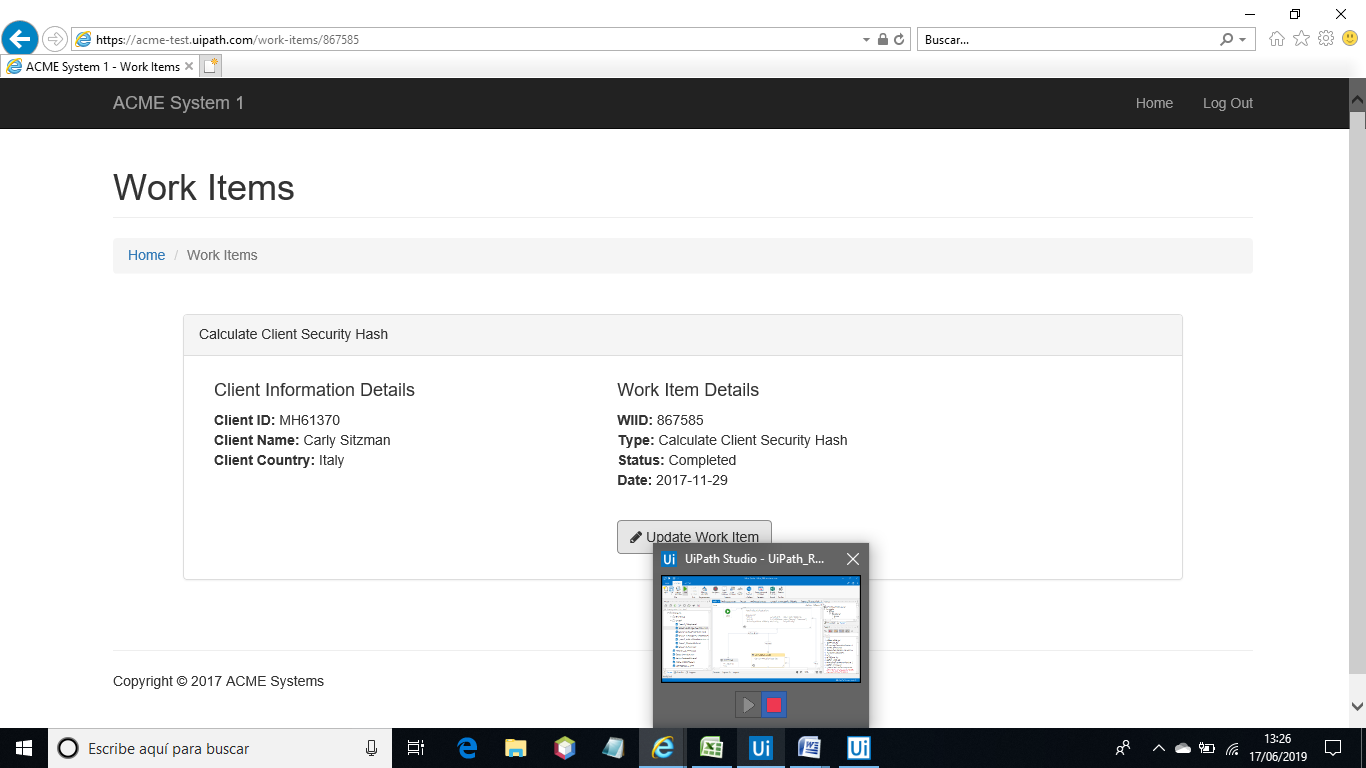 https://acme-test.uipath.com/work-items/867585
Buscar...
ACME System 1 - Work Items
ACME System 1
Home
Log Out
Work Items
Home / Work Items
Calculate Client Security Hash
Client Information Details
Client ID: MH61370
Client Name: Carly Sitzman
Client Country: Italy
Work Item Details
WIID: 867585
Type: Calculate Client Security Hash
Status: Completed
Date: 2017-11-29
Update Work Item
Ui UiPath Studio - UiPath_R...
Copyright © 2017 ACME Systems
Escribe aquí para buscar
Ui
Ui
13:26
17/06/2019